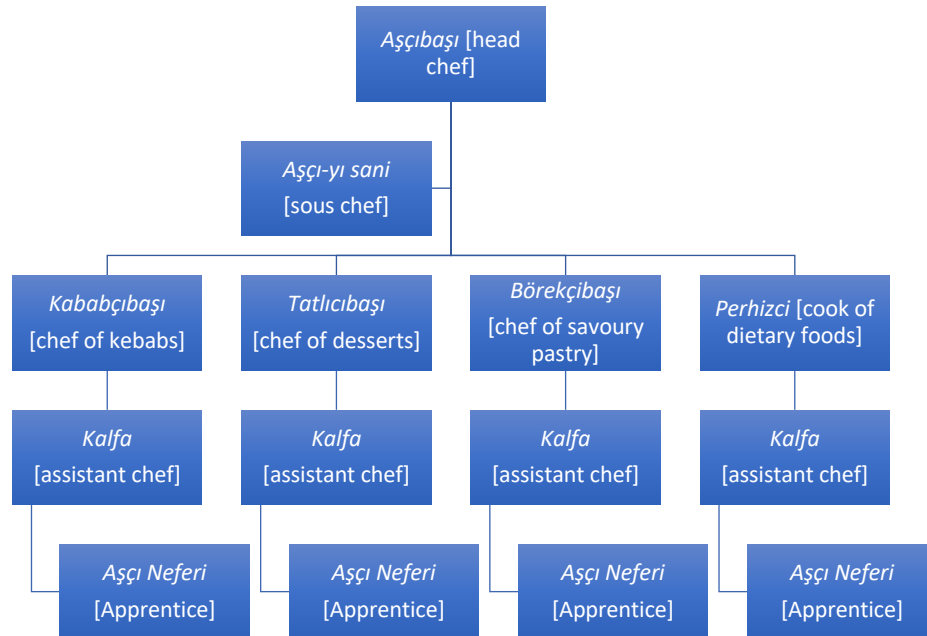 Aşçıbaşı [head
chef]
Aşçı-yı sani
[sous chef]
Kababçıbaşı
[chef of kebabs]
Tatlıcıbaşı
[chef of desserts]
Börekçibaşı
[chef of savoury
pastry]
Perhizci [cook of
dietary foods]
Kalfa
[assistant chef]
Kalfa
[assistant chef]
Kalfa
[assistant chef]
Kalfa
[assistant chef]
Aşçı Neferi
[Apprentice]
Aşçı Neferi
[Apprentice]
Aşçı Neferi
[Apprentice]
Aşçı Neferi
[Apprentice]